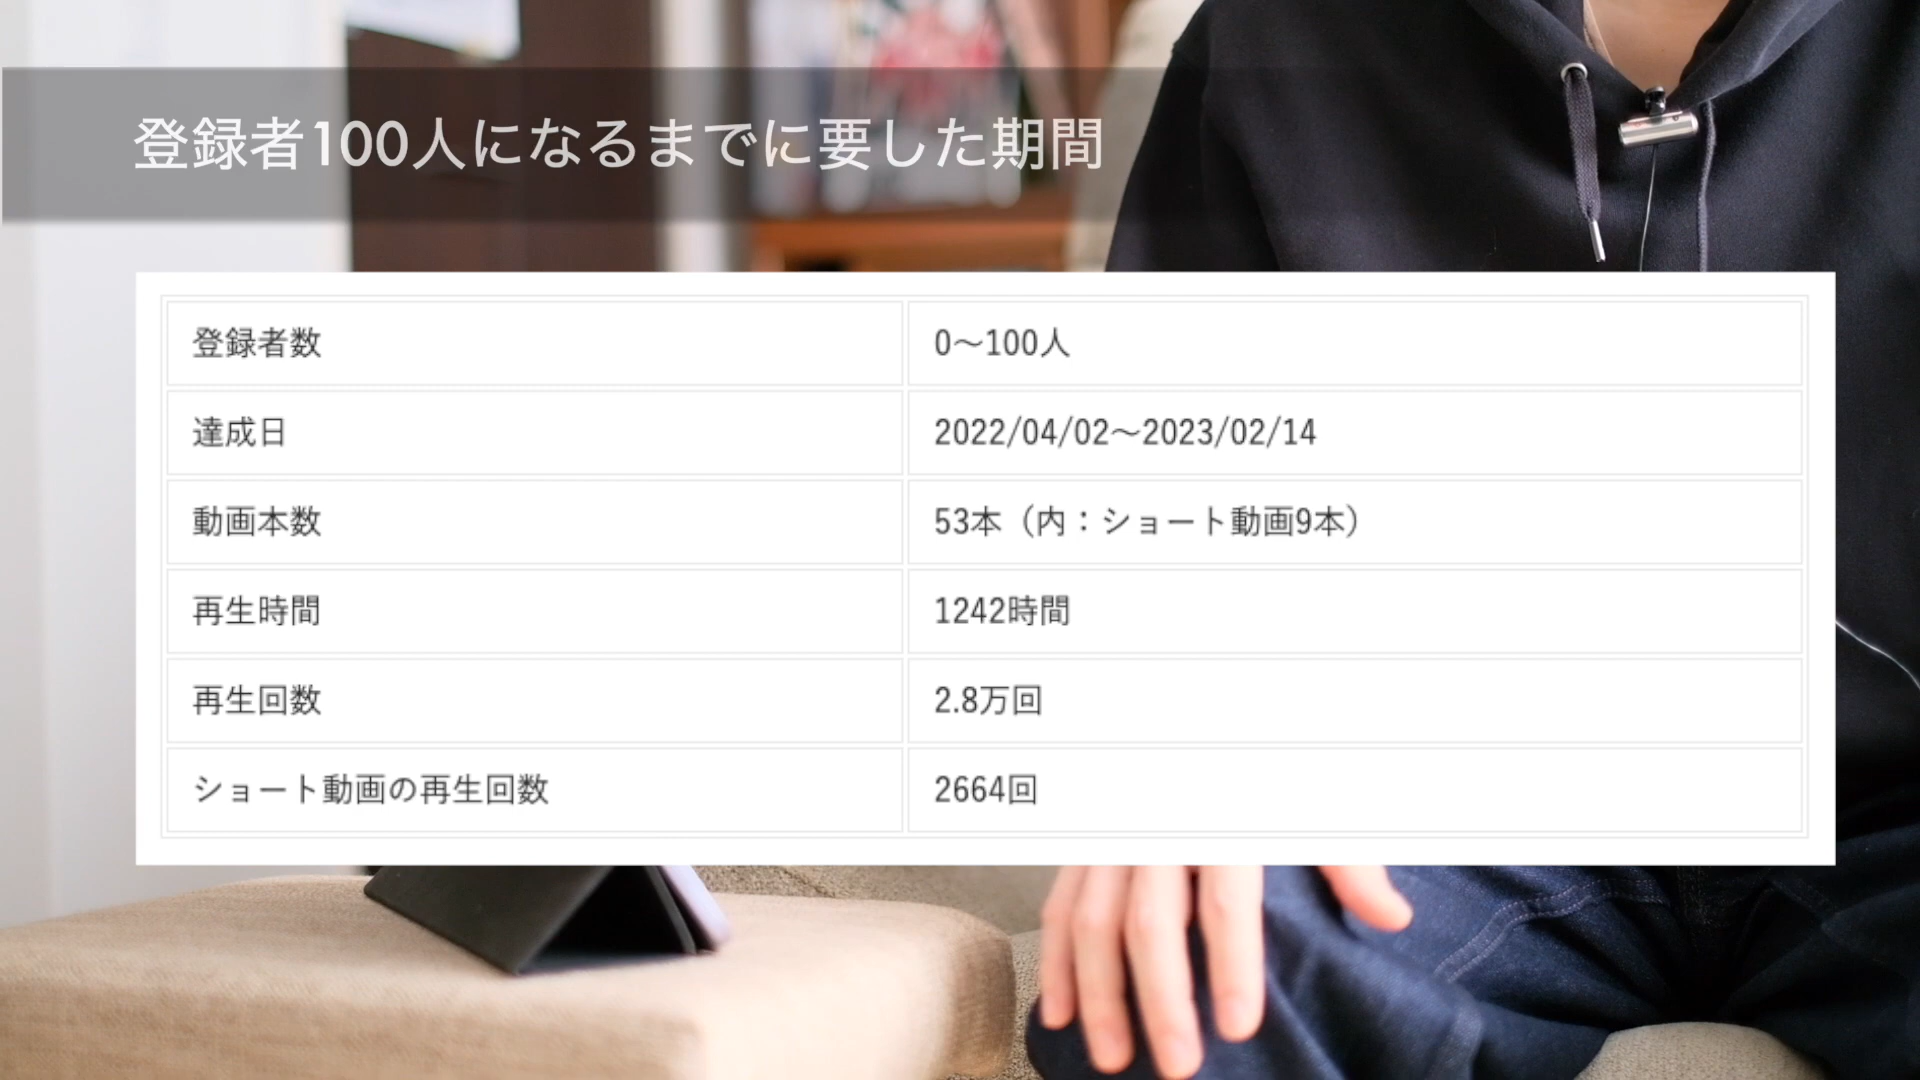 登録者100人になるまでに要した期間
登録者数 0〜100人
達成日 2022/04/02〜2023/02/14
動画本数 53本（内：ショート動画9本）
再生時間 1242時間
再生回数 2.8万回
ショート動画の再生回数 2664回